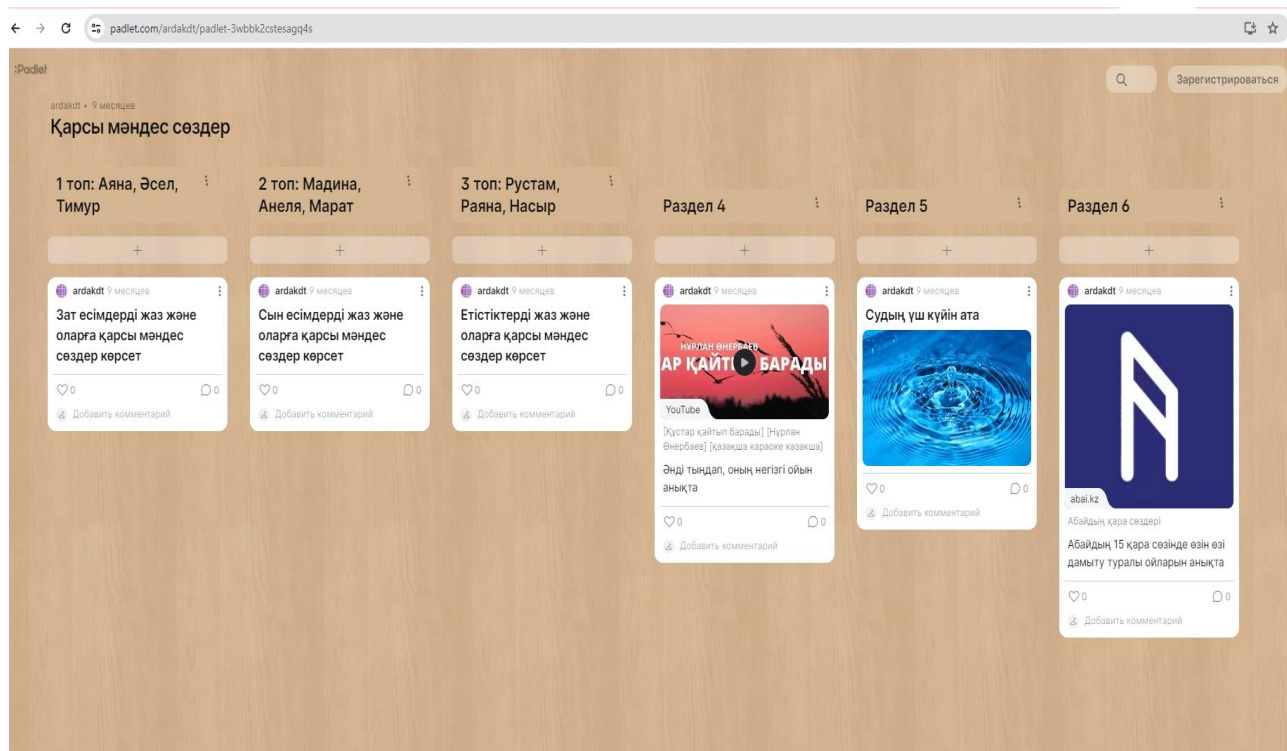 padlet.com/ardakdt/padlet-3wbbk2cstesagq4s
:Padlet
Зарегистрироваться
ardakdt • 9 месяцев
Қарсы мәндес сөздер
1 топ: Аяна, Әсел,
Тимур
ardakdt 9 месяцев
Зат есімдерді жаз және
оларға қарсы мәндес
сөздер көрсет
0 0
Добавить комментарий
2 топ: Мадина,
Анеля, Марат
ardakdt 9 месяцев
Сын есімдерді жаз және
оларға қарсы мәндес
сөздер көрсет
0 0
Добавить комментарий
3 топ: Рустам,
Раяна, Насыр
ardakdt 9 месяцев
Етістіктерді жаз және
оларға қарсы мәндес
сөздер көрсет
0 0
Добавить комментарий
Раздел 4
ardakdt 9 месяцев
НҰРЛАН ӨНЕРБАЕВ
ТАР ҚАЙТЫП БАРАДЫ
YouTube
[Құстар қайтып барады] [Нұрлан
Өнербаев] [қазақша караоке казакша]
Әнді тыңдап, оның негізгі ойын
анықта
0 0
Добавить комментарий
Раздел 5
ardakdt 9 месяцев
Судың үш күйін ата
0 0
Добавить комментарий
Раздел 6
ardakdt 9 месяцев
abai.kz
Абайдың қара сөздері
Абайдың 15 қара сөзінде өзін өзі
дамыту туралы ойларын анықта
0 0
Добавить комментарий